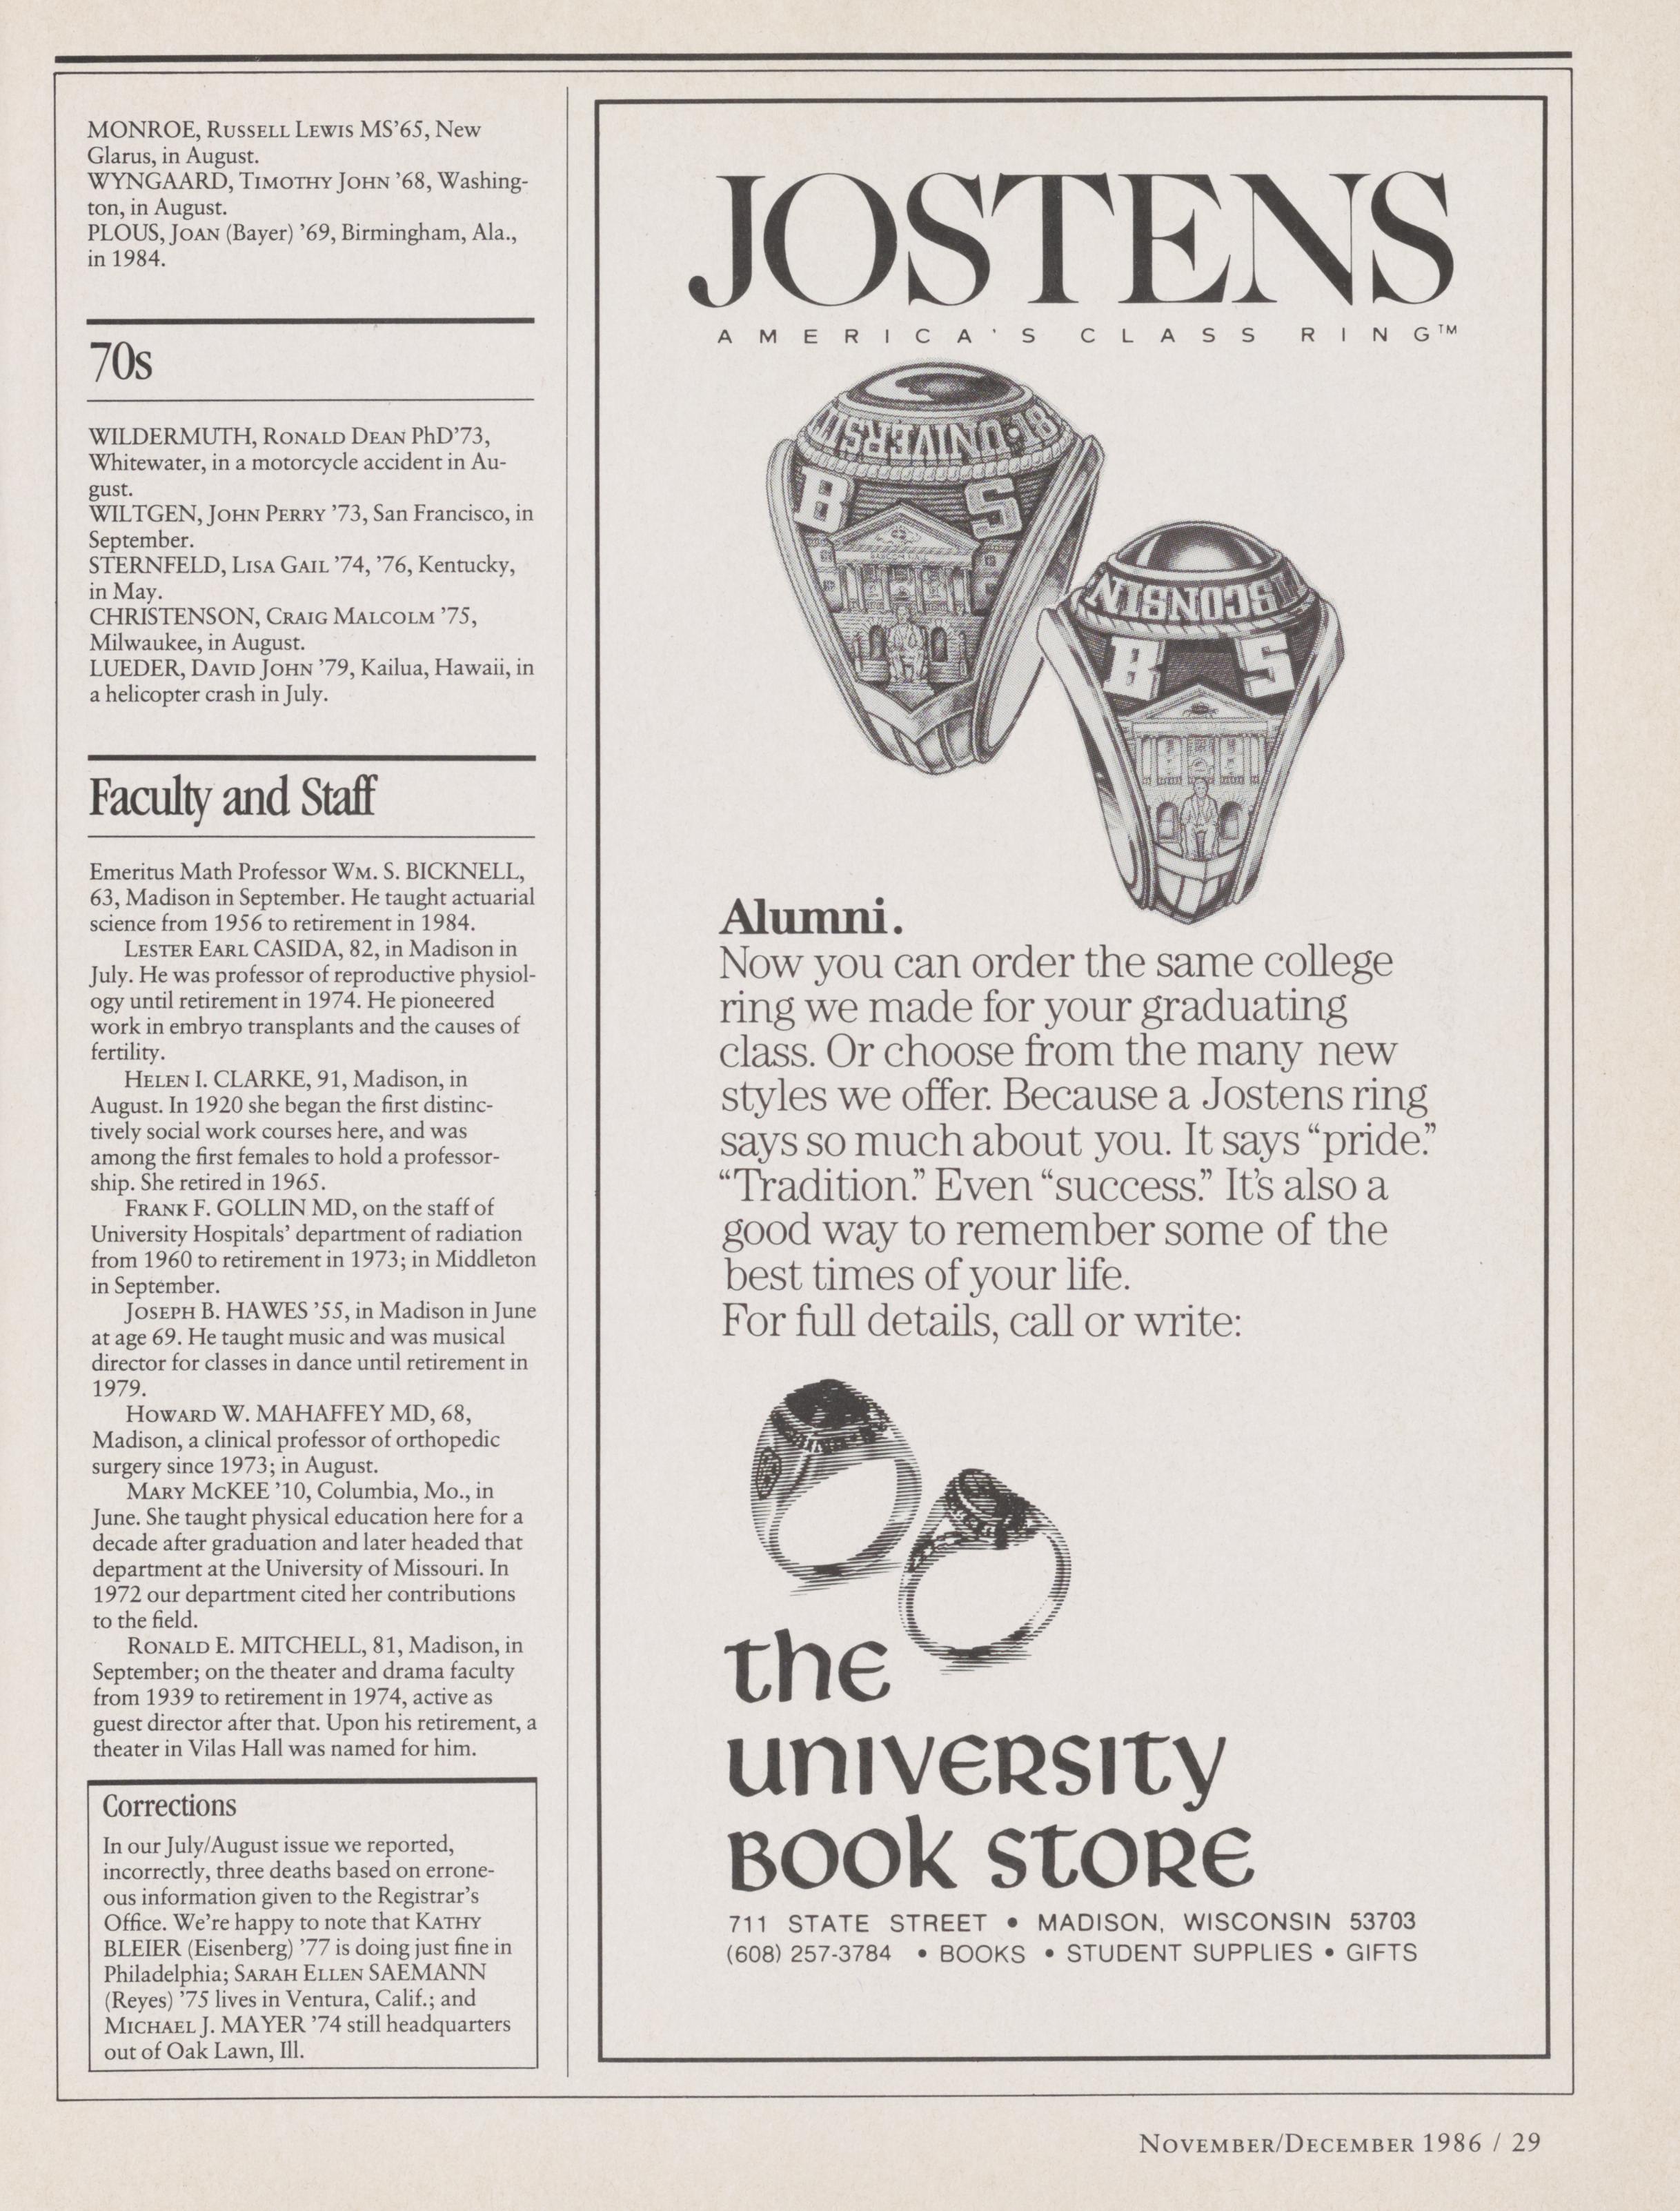 MONROE, RUSSELL LEWIS MS'65, New
Glarus, in August.
WYNGAARD, TIMOTHY JOHN '68, Washing-
ton, in August.
PLOUS, JOAN (Bayer) '69, Birmingham, Ala.,
in 1984.
70s
WILDERMUTH, RONALD DEAN PhD'73,
Whitewater, in a motorcycle accident in Au-
gust.
WILTGEN, JOHN PERRY '73, San Francisco, in
September.
STERNFELD, LISA GAIL '74, '76, Kentucky,
in May.
CHRISTENSON, CRAIG MALCOLM '75,
Milwaukee, in August.
LUEDER, DAVID JOHN '79, Kailua, Hawaii, in
a helicopter crash in July.
Faculty and Staff
Emeritus Math Professor WM. S. BICKNELL,
63, Madison in September. He taught actuarial
science from 1956 to retirement in 1984.
LESTER EARL CASIDA, 82, in Madison in
July. He was professor of reproductive physiol-
ogy until retirement in 1974. He pioneered
work in embryo transplants and the causes of
fertility.
HELEN I. CLARKE, 91, Madison, in
August. In 1920 she began the first distinc-
tively social work courses here, and was
among the first females to hold a professor-
ship. She retired in 1965.
FRANK F. GOLLIN MD, on the staff of
University Hospitals' department of radiation
from 1960 to retirement in 1973; in Middleton
in September.
JOSEPH B. HAWES '55, in Madison in June
at age 69. He taught music and was musical
director for classes in dance until retirement in
1979.
HOWARD W. MAHAFFEY MD, 68,
Madison, a clinical professor of orthopedic
surgery since 1973; in August.
MARY MCKEE '10, Columbia, Mo., in
June. She taught physical education here for a
decade after graduation and later headed that
department at the University of Missouri. In
1972 our department cited her contributions
to the field.
RONALD E. MITCHELL, 81, Madison, in
September; on the theater and drama faculty
from 1939 to retirement in 1974, active as
guest director after that. Upon his retirement, a
theater in Vilas Hall was named for him.
Corrections
In our July/August issue we reported,
incorrectly, three deaths based on errone-
ous information given to the Registrar's
Office. We're happy to note that KATHY
BLEIER (Eisenberg) '77 is doing just fine in
Philadelphia; SARAH ELLEN SAEMANN
(Reyes) '75 lives in Ventura, Calif.; and
MICHAEL J. MAYER '74 still headquarters
out of Oak Lawn, Ill.
JOSTENS
AMERICA'S CLASS RING™
81·UNIVERSITY
B S
B S
Alumni.
Now you can order the same college
ring we made for your graduating
class. Or choose from the many new
styles we offer. Because a Jostens ring
says so much about you. It says "pride."
"Tradition." Even "success." It's also a
good way to remember some of the
best times of your life.
For full details, call or write:
the
university
BOOK STORE
711 STATE STREET • MADISON, WISCONSIN 53703
(608) 257-3784 • BOOKS • STUDENT SUPPLIES • GIFTS
NOVEMBER/DECEMBER 1986 / 29